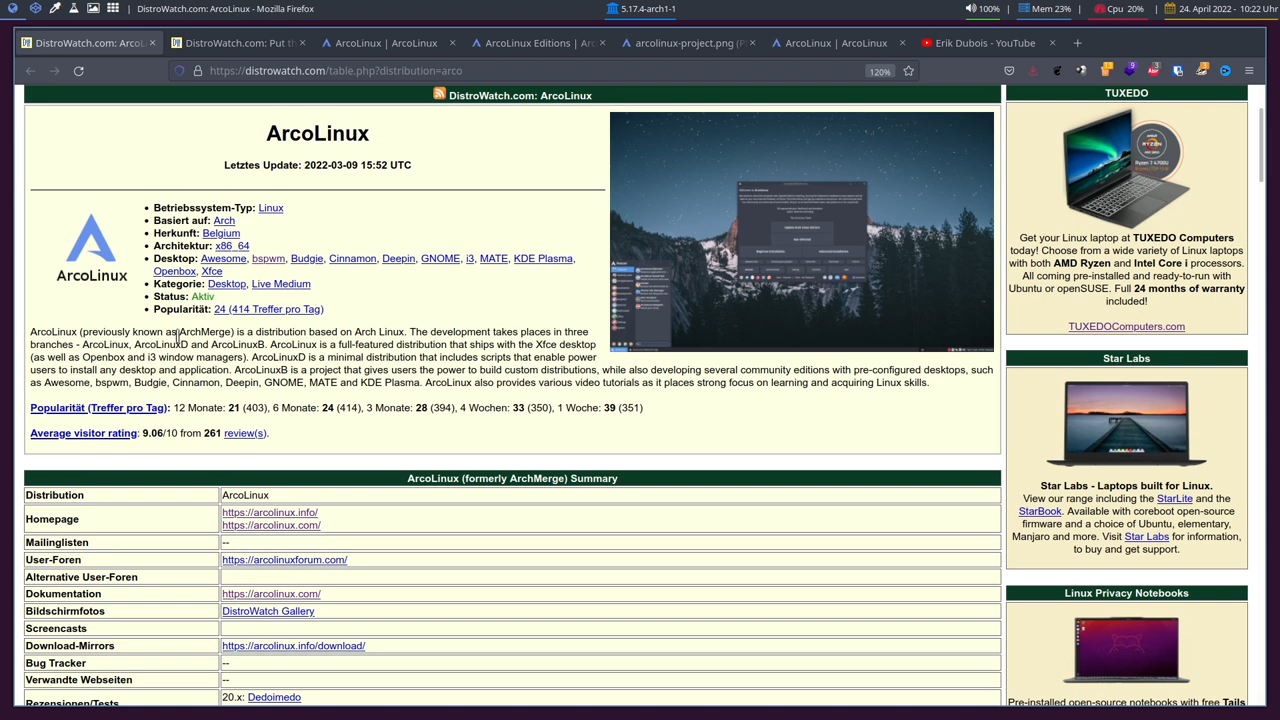 DistroWatch.com: ArcoLinux - Mozilla Firefox
5.17.4-arch1-1
100%
Mem 23%
Cpu 20%
24. April 2022 - 10:22 Uhr
DistroWatch.com: ArcoL
DistroWatch.com: Put th
ArcoLinux | ArcoLinux
ArcoLinux Editions | Arc
arcolinux-project.png (P
ArcoLinux | ArcoLinux
Erik Dubois - YouTube
https://distrowatch.com/table.php?distribution=arco
120%
DistroWatch.com: ArcoLinux
ArcoLinux
Letztes Update: 2022-03-09 15:52 UTC
ArcoLinux
• Betriebssystem-Typ: Linux
• Basiert auf: Arch
• Herkunft: Belgium
• Architektur: x86_64
• Desktop: Awesome, bspwm, Budgie, Cinnamon, Deepin, GNOME, i3, MATE, KDE Plasma,
Openbox, Xfce
• Kategorie: Desktop, Live Medium
• Status: Aktiv
• Popularität: 24 (414 Treffer pro Tag)
ArcoLinux (previously known as ArchMerge) is a distribution based on Arch Linux. The development takes places in three
branches - ArcoLinux, ArcoLinuxD and ArcoLinuxB. ArcoLinux is a full-featured distribution that ships with the Xfce desktop
(as well as Openbox and i3 window managers). ArcoLinuxD is a minimal distribution that includes scripts that enable power
users to install any desktop and application. ArcoLinuxB is a project that gives users the power to build custom distributions, while also developing several community editions with pre-configured desktops, such
as Awesome, bspwm, Budgie, Cinnamon, Deepin, GNOME, MATE and KDE Plasma. ArcoLinux also provides various video tutorials as it places strong focus on learning and acquiring Linux skills.
Popularität (Treffer pro Tag): 12 Monate: 21 (403), 6 Monate: 24 (414), 3 Monate: 28 (394), 4 Wochen: 33 (350), 1 Woche: 39 (351)
Average visitor rating: 9.06/10 from 261 review(s).
ArcoLinux (formerly ArchMerge) Summary
Distribution ArcoLinux
Homepage https://arcolinux.info/
https://arcolinux.com/
Mailinglisten --
User-Foren https://arcolinuxforum.com/
Alternative User-Foren
Dokumentation https://arcolinux.com/
Bildschirmfotos DistroWatch Gallery
Screencasts
Download-Mirrors https://arcolinux.info/download/
Bug Tracker --
Verwandte Webseiten --
Rezensionen/Tests 20.x: Dedoimedo
TUXEDO
Get your Linux laptop at TUXEDO Computers
today! Choose from a wide variety of Linux laptops
with both AMD Ryzen and Intel Core i processors.
All coming pre-installed and ready-to-run with
Ubuntu or openSUSE. Full 24 months of warranty
included!
TUXEDOComputers.com
Star Labs
Star Labs - Laptops built for Linux.
View our range including the StarLite and the
StarBook. Available with coreboot open-source
firmware and a choice of Ubuntu, elementary,
Manjaro and more. Visit Star Labs for information,
to buy and get support.
Linux Privacy Notebooks
Pre-installed open-source notebooks with free Tails